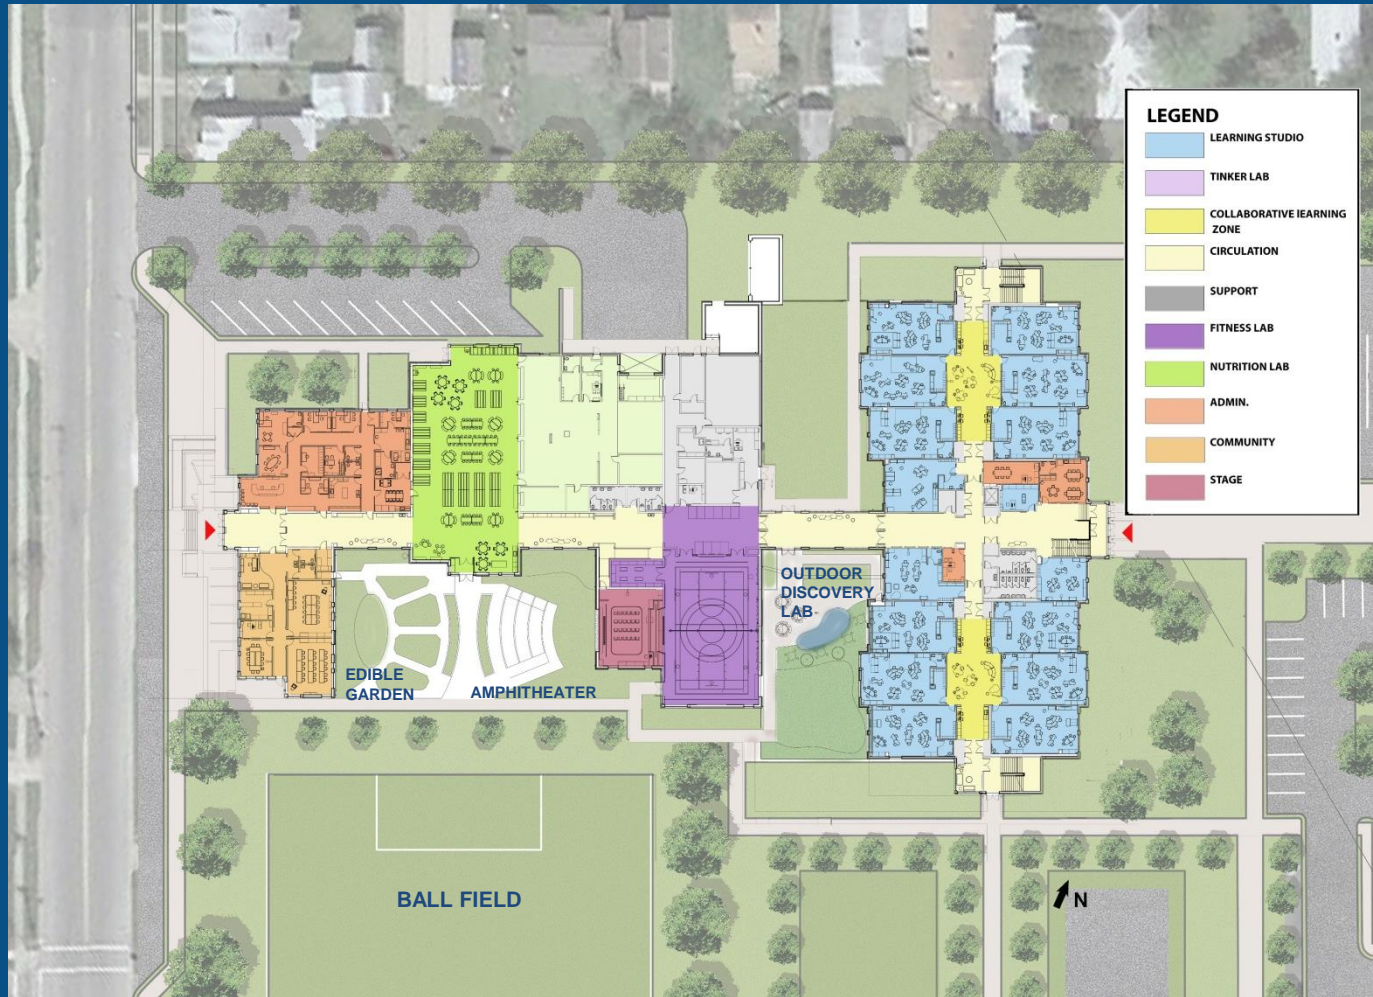 LEGEND
LEARNING STUDIO
TINKER LAB
COLLABORATIVE lEARNING
ZONE
CIRCULATION
SUPPORT
FITNESS LAB
NUTRITION LAB
ADMIN.
COMMUNITY
STAGE
OUTDOOR
DISCOVERY
LAB
EDIBLE
GARDEN
AMPHITHEATER
BALL FIELD
N